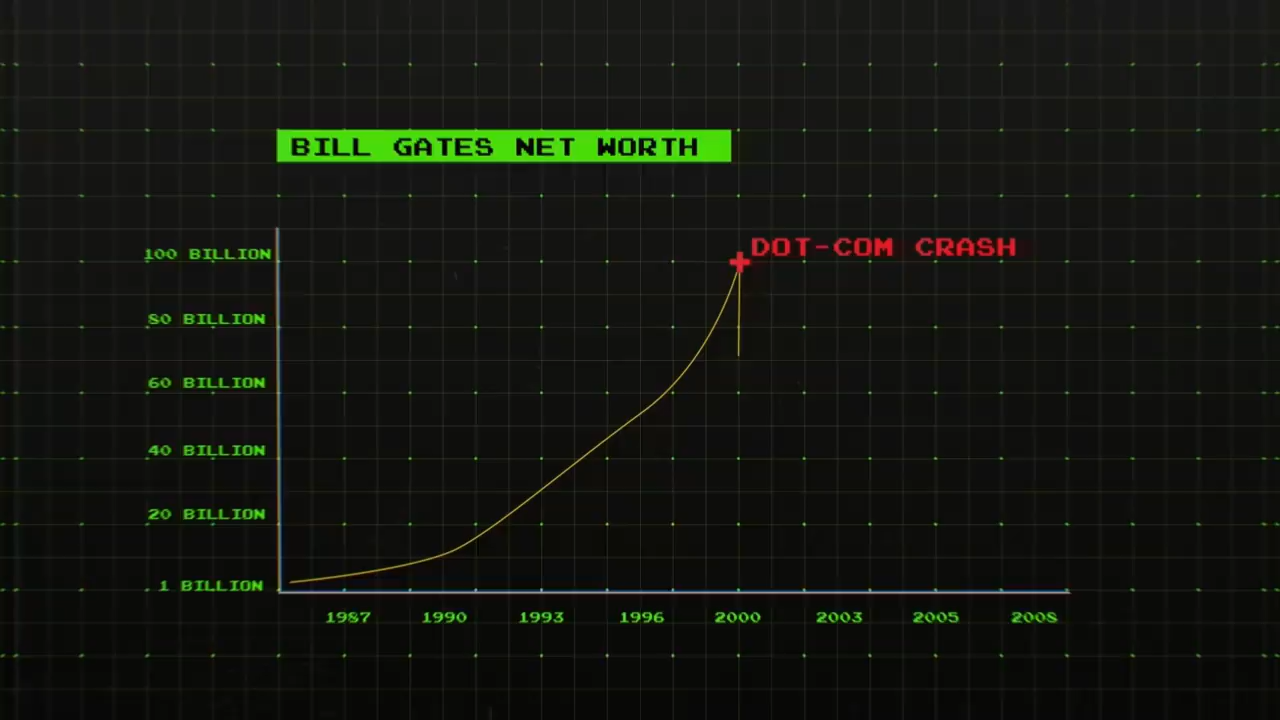 BILL GATES NET WORTH
DOT-COM CRASH
100 BILLION
80 BILLION
60 BILLION
40 BILLION
20 BILLION
1 BILLION
1987 1990 1993 1996 2000 2003 2005 2008